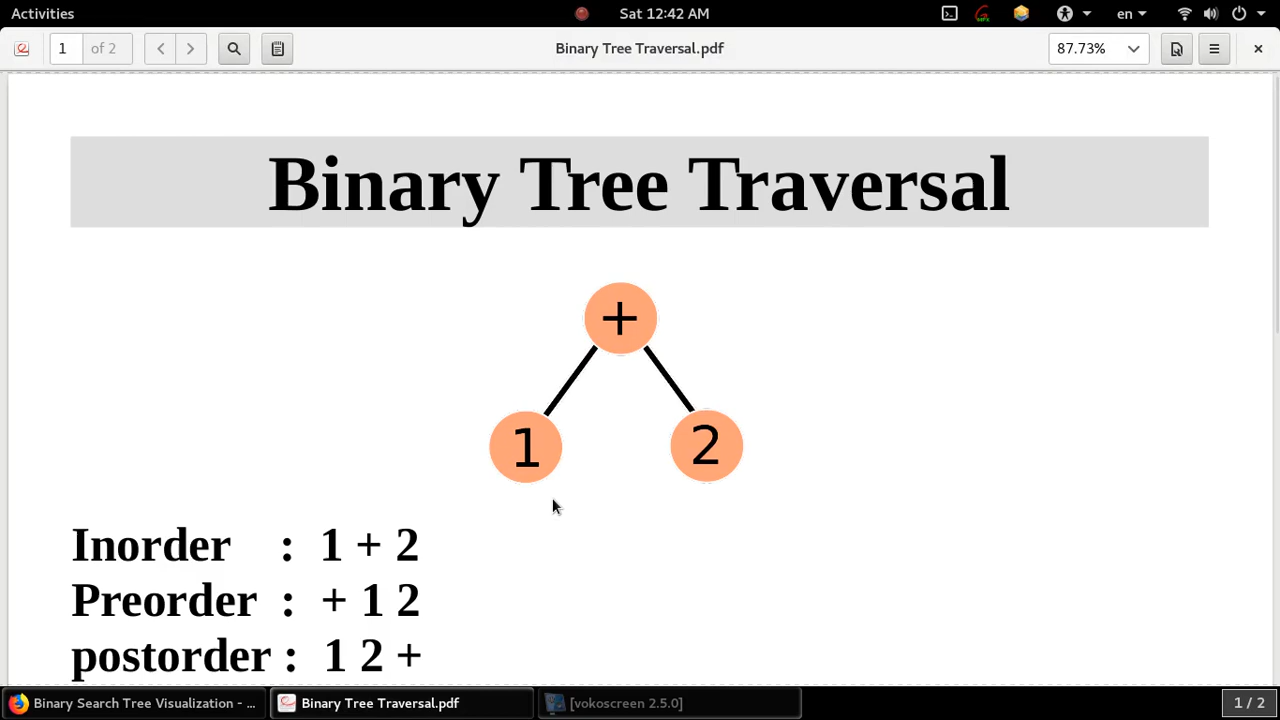 Activities
Sat 12:42 AM
en
1
of 2
Binary Tree Traversal.pdf
87.73%
Binary Tree Traversal
+
1
2
Inorder : 1 + 2
Preorder : + 1 2
postorder : 1 2 +
Binary Search Tree Visualization - ...
Binary Tree Traversal.pdf
[vokoscreen 2.5.0]
1 / 2